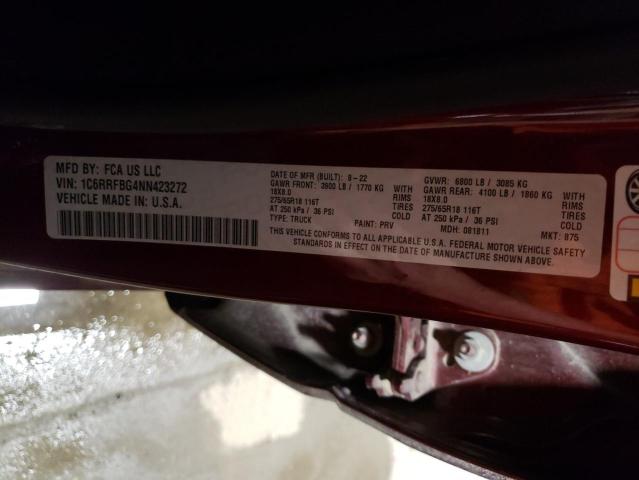 MFD BY: FCA US LLC
VIN: 1C6RRFBG4NN423272
VEHICLE MADE IN: U.S.A.
DATE OF MFR (BUILT): 8-22
GAWR FRONT: 3900 LB / 1770 KG WITH
18X8.0 RIMS
275/65R18 116T TIRES
AT 250 kPa / 36 PSI COLD
TYPE: TRUCK PAINT: PRV
GVWR: 6800 LB / 3085 KG
GAWR REAR: 4100 LB / 1860 KG WITH
18X8.0 RIMS
275/65R18 116T TIRES
AT 250 kPa / 36 PSI COLD
MDH: 081811 MKT: 875
THIS VEHICLE CONFORMS TO ALL APPLICABLE U.S.A. FEDERAL MOTOR VEHICLE SAFETY
STANDARDS IN EFFECT ON THE DATE OF MANUFACTURE SHOWN ABOVE.